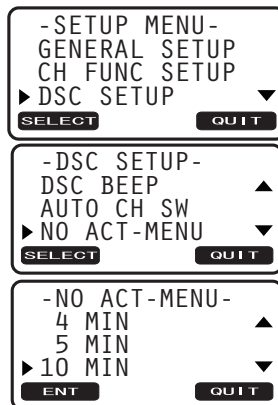 -SETUP MENU-
GENERAL SETUP
CH FUNC SETUP
DSC SETUP
SELECT QUIT
-DSC SETUP-
DSC BEEP
AUTO CH SW
NO ACT-MENU
SELECT QUIT
-NO ACT-MENU-
4 MIN
5 MIN
10 MIN
ENT QUIT